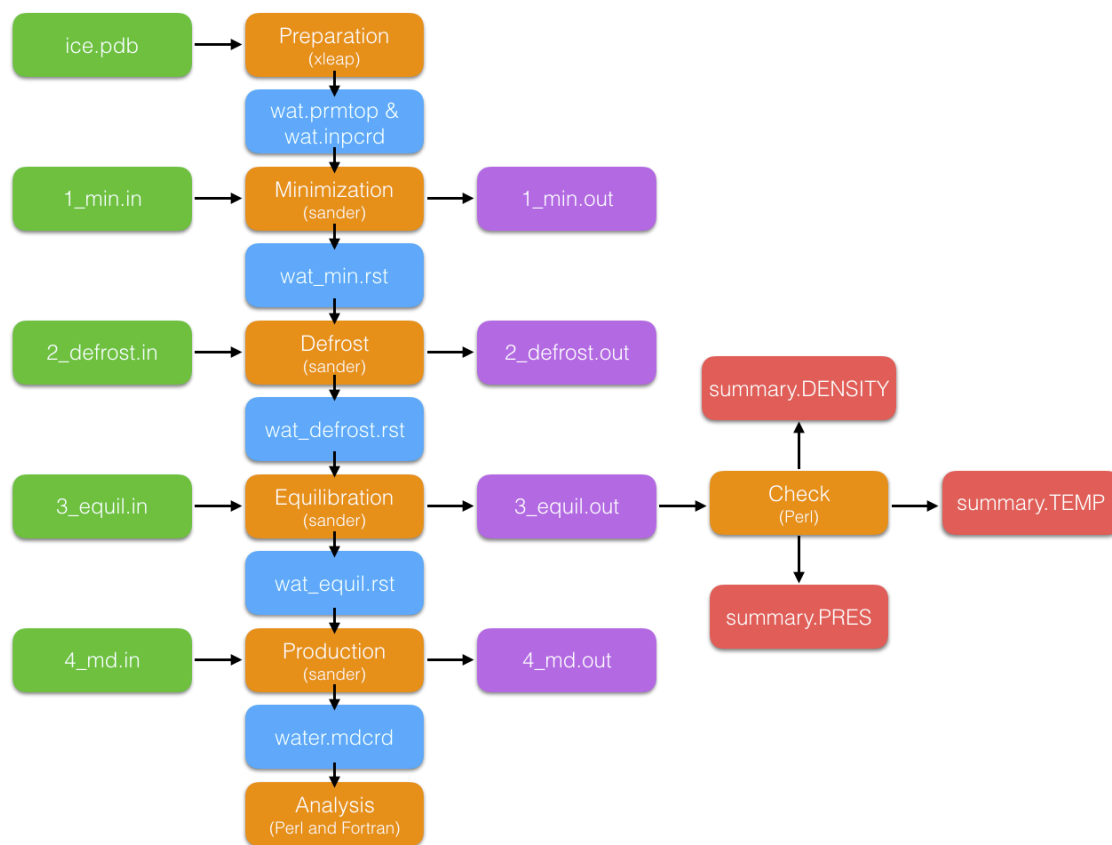 ice.pdb
Preparation
(xleap)
wat.prmtop &
wat.inpcrd
1_min.in
Minimization
(sander)
1_min.out
wat_min.rst
2_defrost.in
Defrost
(sander)
2_defrost.out
summary.DENSITY
wat_defrost.rst
3_equil.in
Equilibration
(sander)
3_equil.out
Check
(Perl)
summary.TEMP
wat_equil.rst
summary.PRES
4_md.in
Production
(sander)
4_md.out
water.mdcrd
Analysis
(Perl and Fortran)